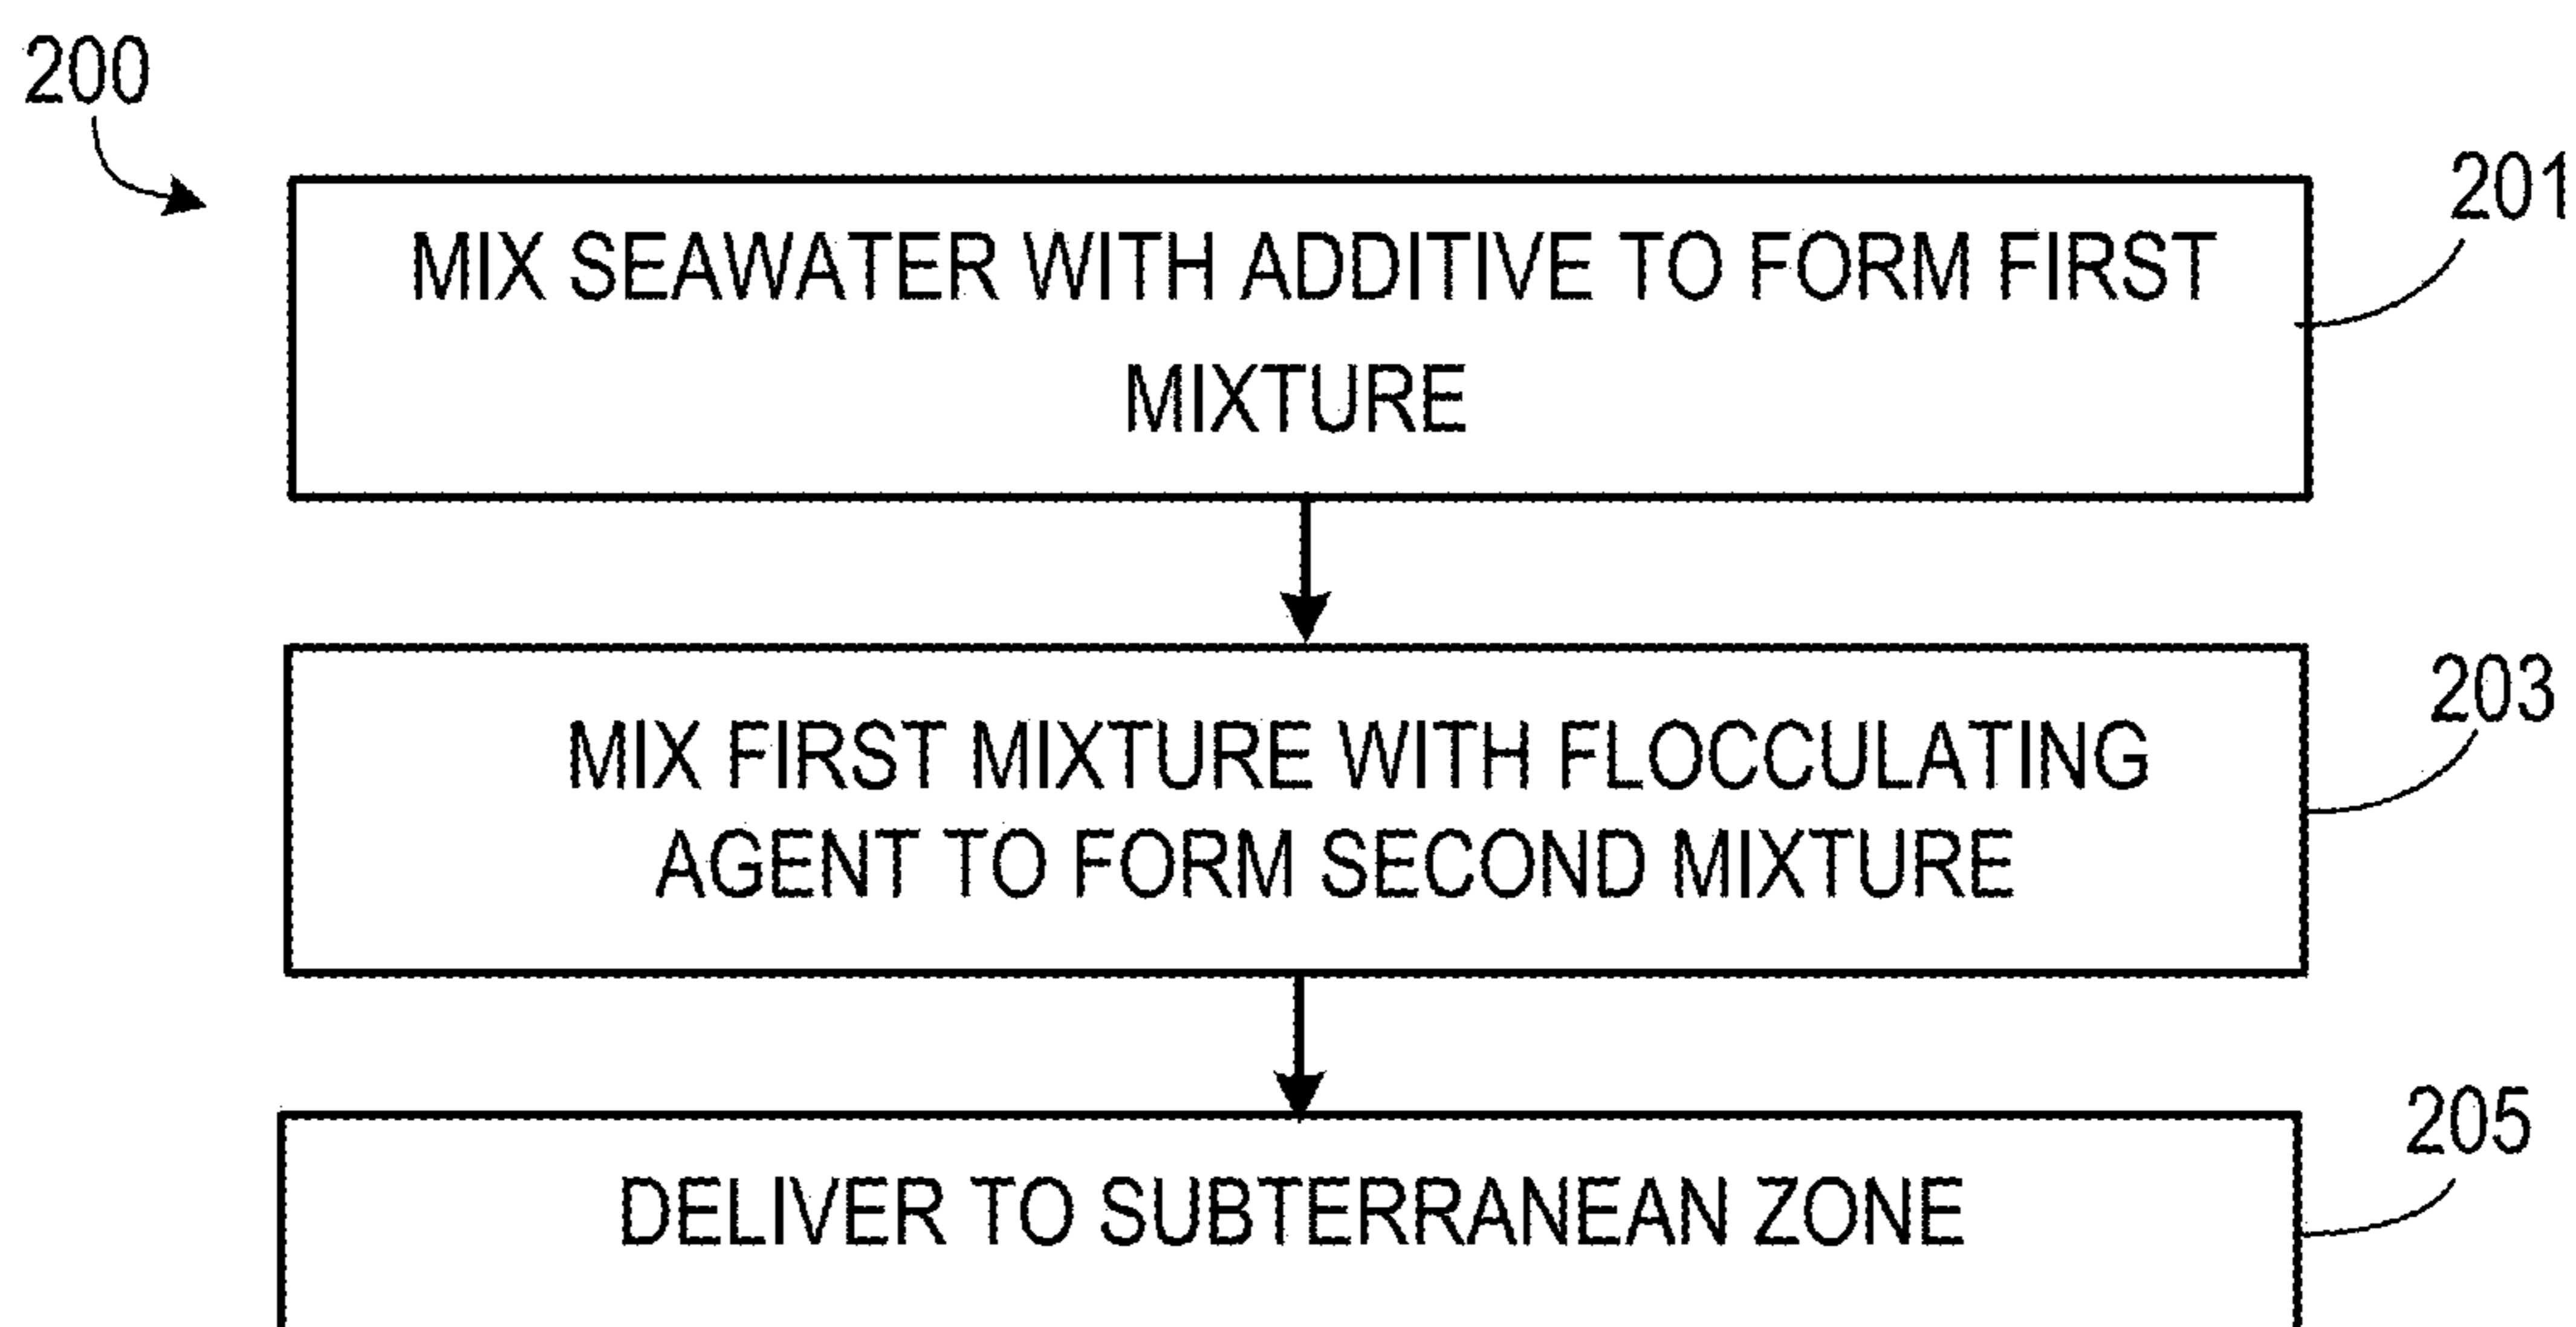 200
201
MIX SEAWATER WITH ADDITIVE TO FORM FIRST
MIXTURE
203
MIX FIRST MIXTURE WITH FLOCCULATING
AGENT TO FORM SECOND MIXTURE
205
DELIVER TO SUBTERRANEAN ZONE